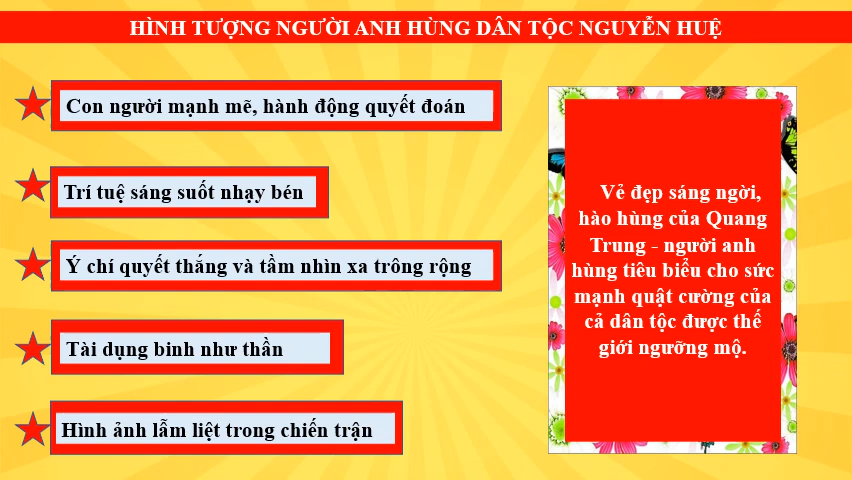 HÌNH TƯỢNG NGƯỜI ANH HÙNG DÂN TỘC NGUYỄN HUỆ
Con người mạnh mẽ, hành động quyết đoán
Trí tuệ sáng suốt nhạy bén
Ý chí quyết thắng và tầm nhìn xa trông rộng
Tài dụng binh như thần
Hình ảnh lẫm liệt trong chiến trận
Vẻ đẹp sáng ngời,
hào hùng của Quang
Trung - người anh
hùng tiêu biểu cho sức
mạnh quật cường của
cả dân tộc được thế
giới ngưỡng mộ.